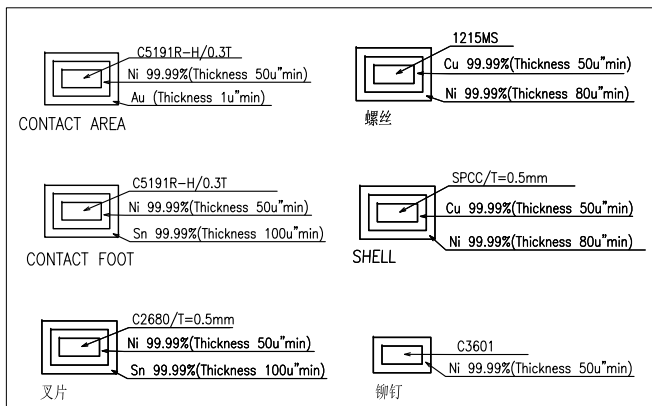 C5191R-H/0.3T
Ni 99.99%(Thickness 50u"min)
Au (Thickness 1u"min)
CONTACT AREA
1215MS
Cu 99.99%(Thickness 50u"min)
Ni 99.99%(Thickness 80u"min)
螺丝
C5191R-H/0.3T
Ni 99.99%(Thickness 50u"min)
Sn 99.99%(Thickness 100u"min)
CONTACT FOOT
SPCC/T=0.5mm
Cu 99.99%(Thickness 50u"min)
Ni 99.99%(Thickness 80u"min)
SHELL
C2680/T=0.5mm
Ni 99.99%(Thickness 50u"min)
Sn 99.99%(Thickness 100u"min)
叉片
C3601
Ni 99.99%(Thickness 50u"min)
铆钉